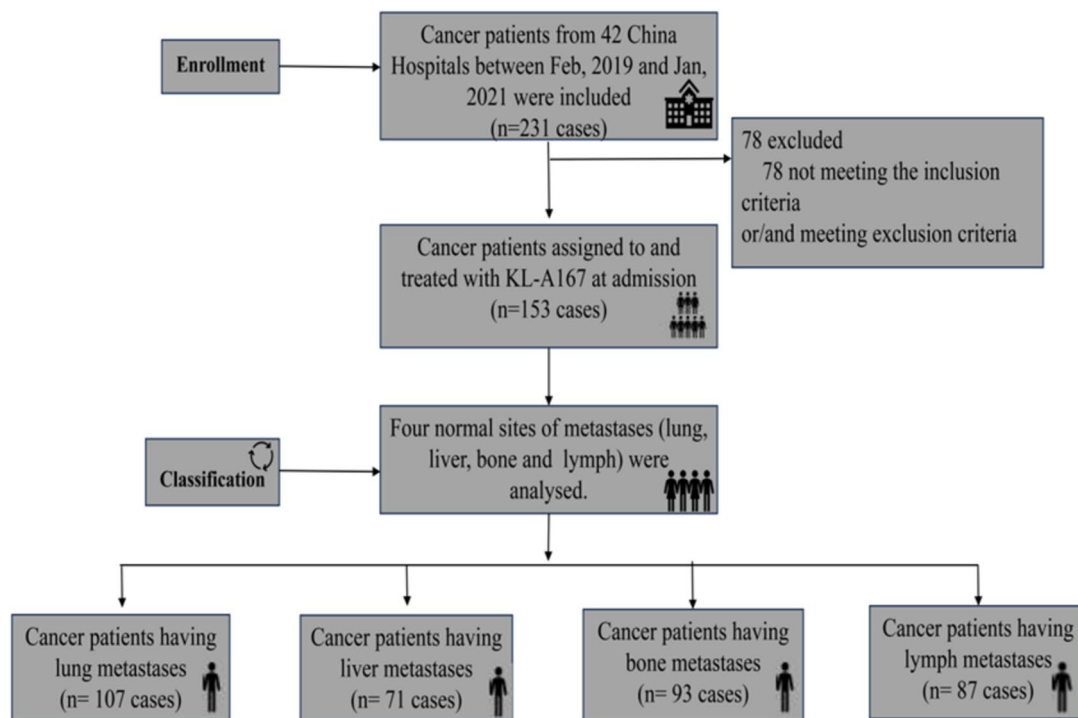 Enrollment
Cancer patients from 42 China
Hospitals between Feb, 2019 and Jan,
2021 were included
(n=231 cases)
78 excluded
78 not meeting the inclusion
criteria
or/and meeting exclusion criteria
Cancer patients assigned to and
treated with KL-A167 at admission
(n=153 cases)
Classification
Four normal sites of metastases (lung,
liver, bone and lymph) were
analysed.
Cancer patients having
lung metastases
(n= 107 cases)
Cancer patients having
liver metastases
(n= 71 cases)
Cancer patients having
bone metastases
(n= 93 cases)
Cancer patients having
lymph metastases
(n= 87 cases)